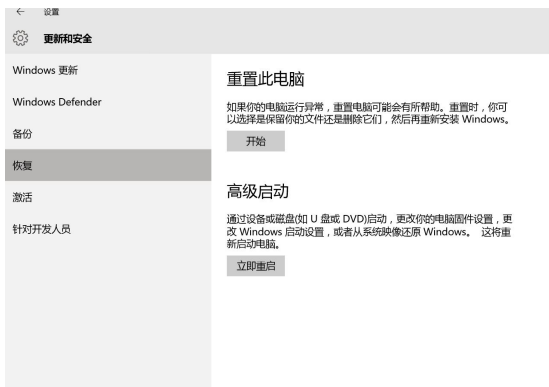 设置
更新和安全
Windows 更新
Windows Defender
备份
恢复
激活
针对开发人员
重置此电脑
如果你的电脑运行异常，重置电脑可能会有所帮助。重置时，你可
以选择是保留你的文件还是删除它们，然后再重新安装 Windows。
开始
高级启动
通过设备或磁盘(如 U 盘或 DVD)启动，更改你的电脑固件设置，更
改 Windows 启动设置，或者从系统映像还原 Windows。 这将重
新启动电脑。
立即重启